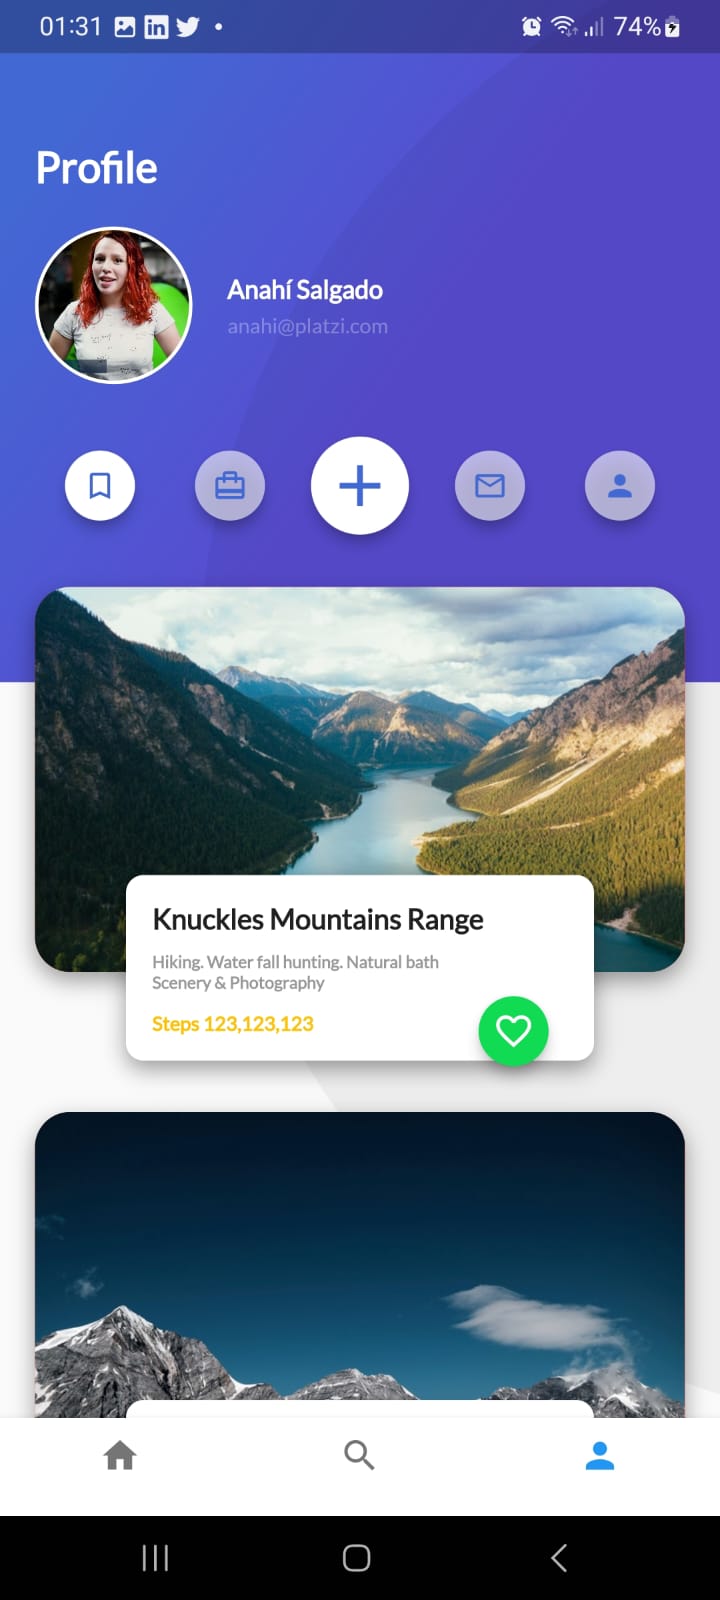 01:31
74%
Profile
Anahí Salgado
anahi@platzi.com
Knuckles Mountains Range
Hiking. Water fall hunting. Natural bath
Scenery & Photography
Steps 123,123,123